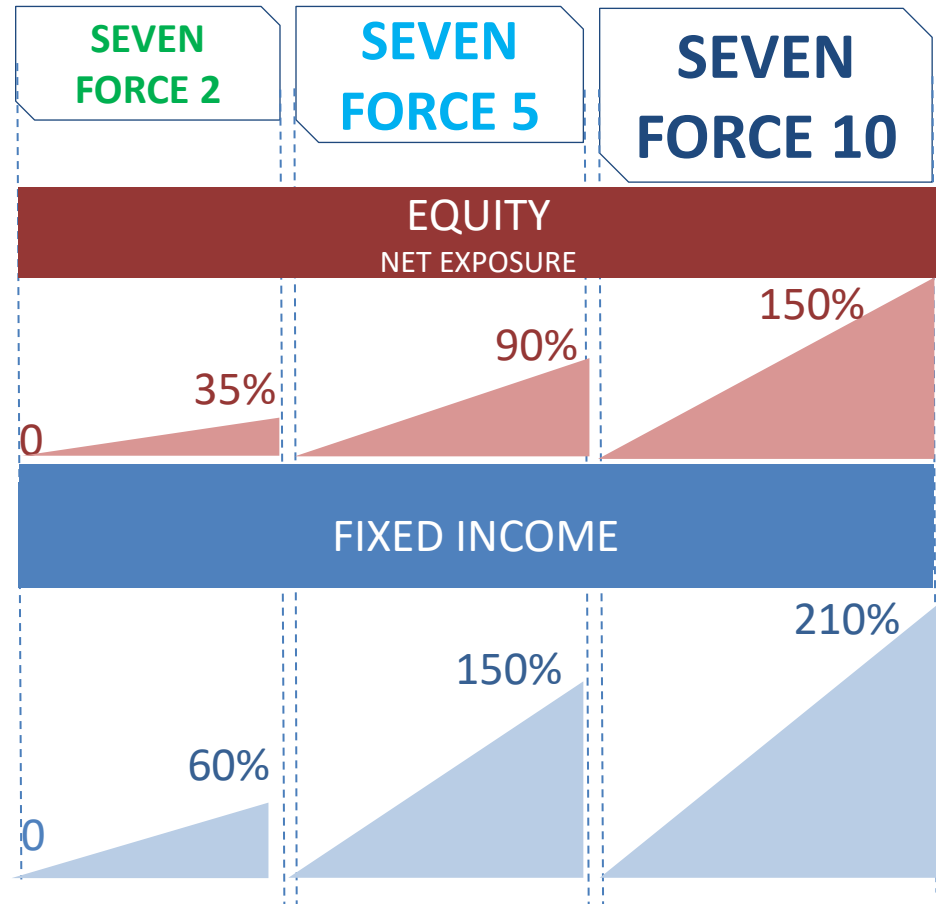 SEVEN
FORCE 2
SEVEN
FORCE 5
SEVEN
FORCE 10
EQUITY
NET EXPOSURE
0
35%
90%
150%
FIXED INCOME
0
60%
150%
210%